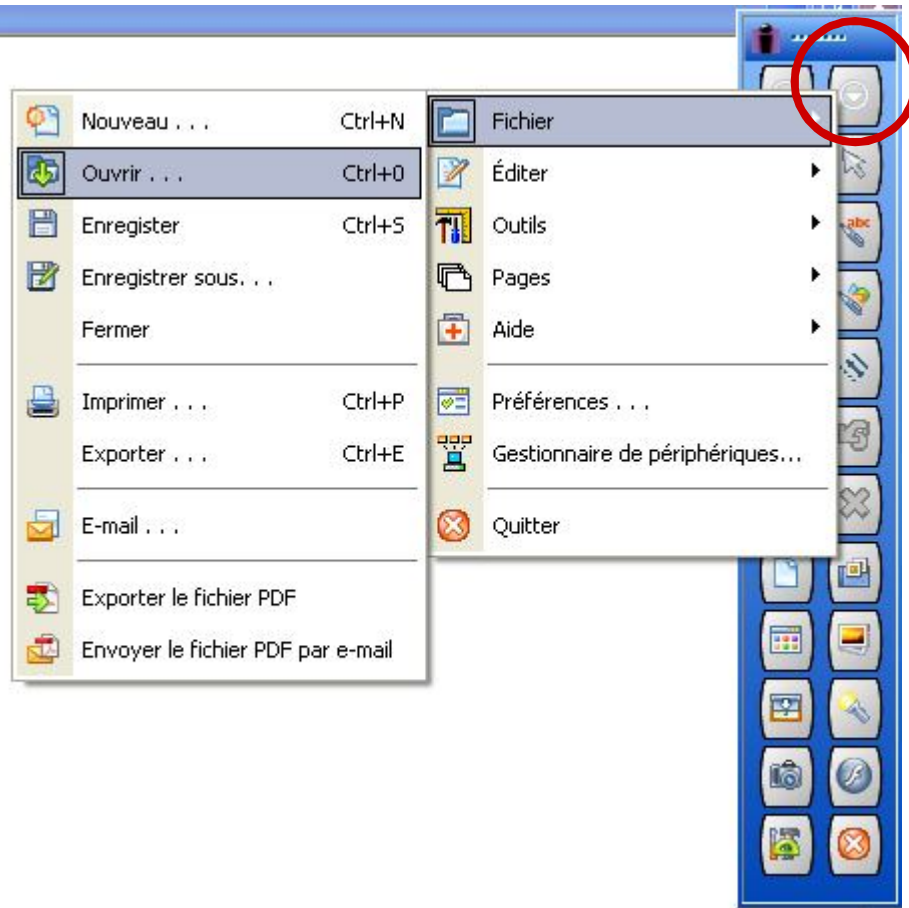 Nouveau . . . Ctrl+N
Ouvrir . . . Ctrl+0
Enregister Ctrl+S
Enregistrer sous. . .
Fermer
Imprimer . . . Ctrl+P
Exporter . . . Ctrl+E
E-mail . . .
Exporter le fichier PDF
Envoyer le fichier PDF par e-mail
Fichier
Éditer
Outils
Pages
Aide
Préférences . . .
Gestionnaire de périphériques...
Quitter
abc